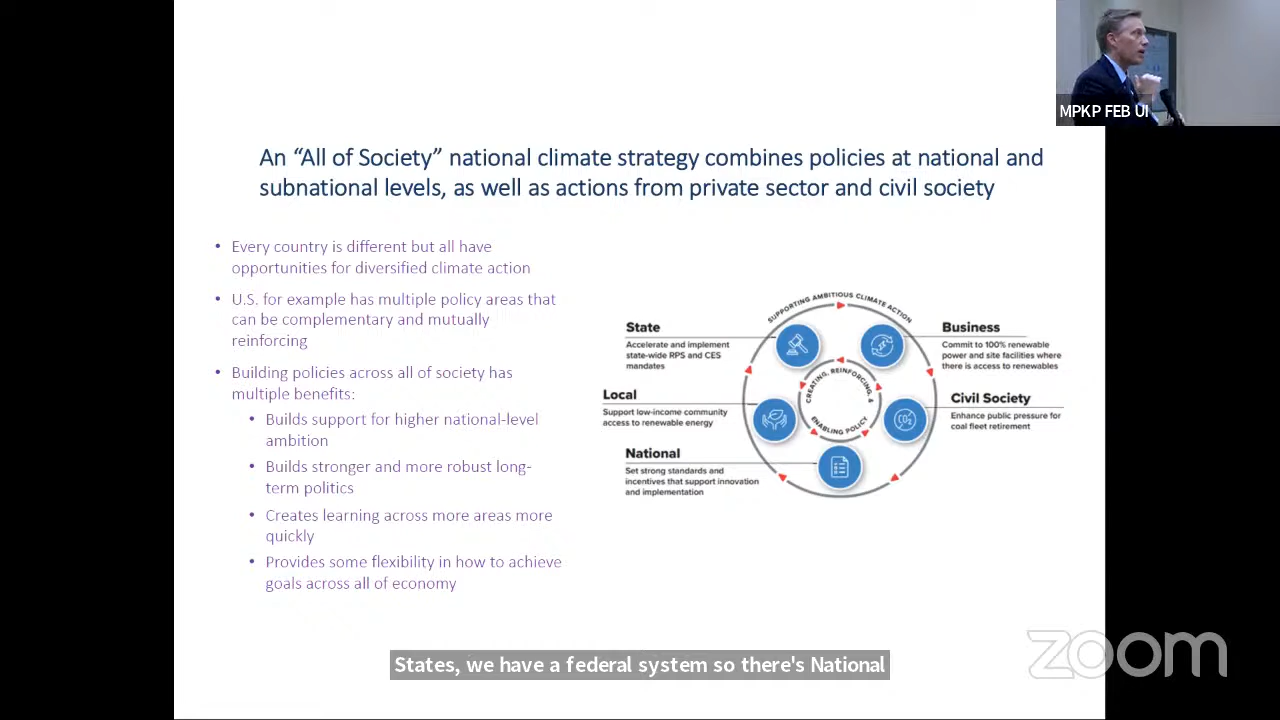 MPKP FEB UI
An “All of Society” national climate strategy combines policies at national and
subnational levels, as well as actions from private sector and civil society
• Every country is different but all have
opportunities for diversified climate action
• U.S. for example has multiple policy areas that
can be complementary and mutually
reinforcing
• Building policies across all of society has
multiple benefits:
• Builds support for higher national-level
ambition
• Builds stronger and more robust long-
term politics
• Creates learning across more areas more
quickly
• Provides some flexibility in how to achieve
goals across all of economy
SUPPORTING AMBITIOUS CLIMATE ACTION
CREATING, REINFORCING, &
ENABLING POLICY
State
Accelerate and implement
state-wide RPS and CES
mandates
Local
Support low-income community
access to renewable energy
National
Set strong standards and
incentives that support innovation
and implementation
Business
Commit to 100% renewable
power and site facilities where
there is access to renewables
Civil Society
Enhance public pressure for
coal fleet retirement
CO2
States, we have a federal system so there's National
zoom